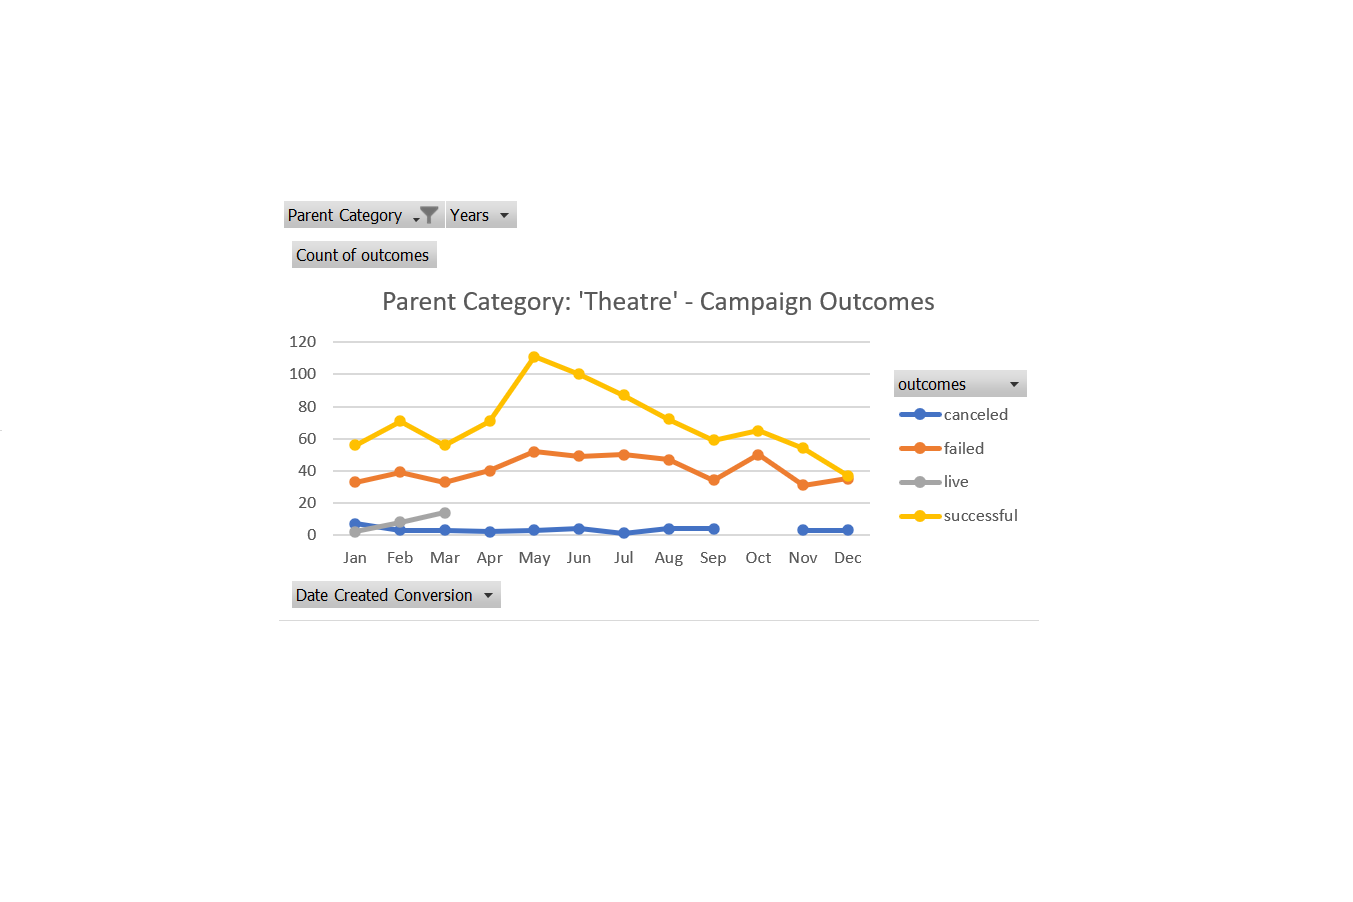 Parent Category Years
Count of outcomes
Parent Category: 'Theatre' - Campaign Outcomes
120
100
80
60
40
20
0
Jan Feb Mar Apr May Jun Jul Aug Sep Oct Nov Dec
outcomes
canceled
failed
live
successful
Date Created Conversion